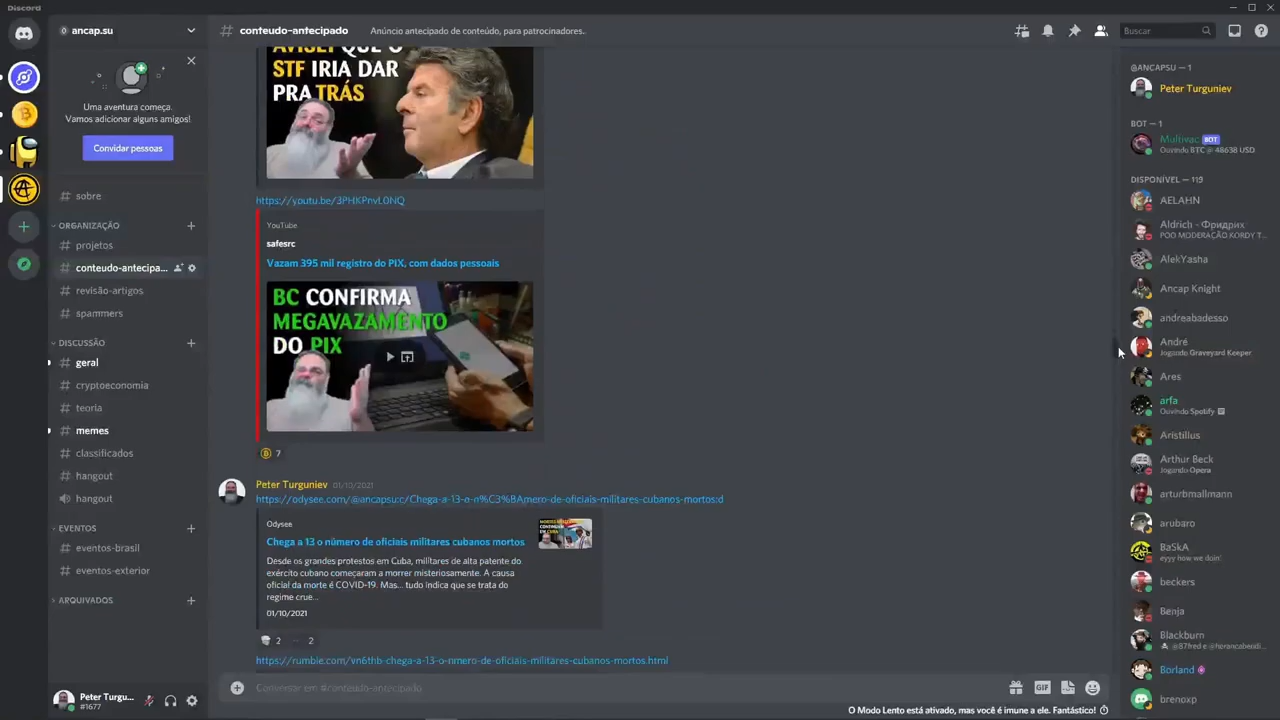 Discord
ancap.su
conteudo-antecipado
Anúncio antecipado de conteúdo, para patrocinadores.
Buscar
Uma aventura começa.
Vamos adicionar alguns amigos!
Convidar pessoas
sobre
ORGANIZAÇÃO
projetos
conteudo-antecipa...
revisão-artigos
spammers
DISCUSSÃO
geral
cryptoeconomia
teoria
memes
classificados
hangout
hangout
EVENTOS
eventos-brasil
eventos-exterior
ARQUIVADOS
Peter Turgu...
#1677
AVISEI QUE O
STF IRIA DAR
PRA TRÁS
https://youtu.be/3PHKPnvL0NQ
YouTube
safesrc
Vazam 395 mil registro do PIX, com dados pessoais
BC CONFIRMA
MEGAVAZAMENTO
DO PIX
7
Peter Turguniev 01/10/2021
https://odysee.com/@ancapsu:c/Chega-a-13-o-n%C3%BAmero-de-oficiais-militares-cubanos-mortos:d
Odysee
Chega a 13 o número de oficiais militares cubanos mortos
Desde os grandes protestos em Cuba, militares de alta patente do
exército cubano começaram a morrer misteriosamente. A causa
oficial da morte é COVID-19. Mas... tudo indica que se trata do
regime crue...
01/10/2021
2 2
https://rumble.com/vn6thb-chega-a-13-o-nmero-de-oficiais-militares-cubanos-mortos.html
Conversar em #conteudo-antecipado
GIF
O Modo Lento está ativado, mas você é imune a ele. Fantástico!
@ANCAPSU — 1
Peter Turguniev
BOT — 1
Multivac BOT
Ouvindo BTC @ 48638 USD
DISPONÍVEL — 119
AELAHN
Aldrich - Фридрих
POO MODERAÇÃO XORDY T...
AlekYasha
Ancap Knight
andreabadesso
André
Jogando Graveyard Keeper
Ares
arfa
Ouvindo Spotify
Aristillus
Arthur Beck
Jogando Opera
arturbmallmann
arubaro
BaSkA
eyyy how we doin'
beckers
Benja
Blackburn
Borland
brenoxp